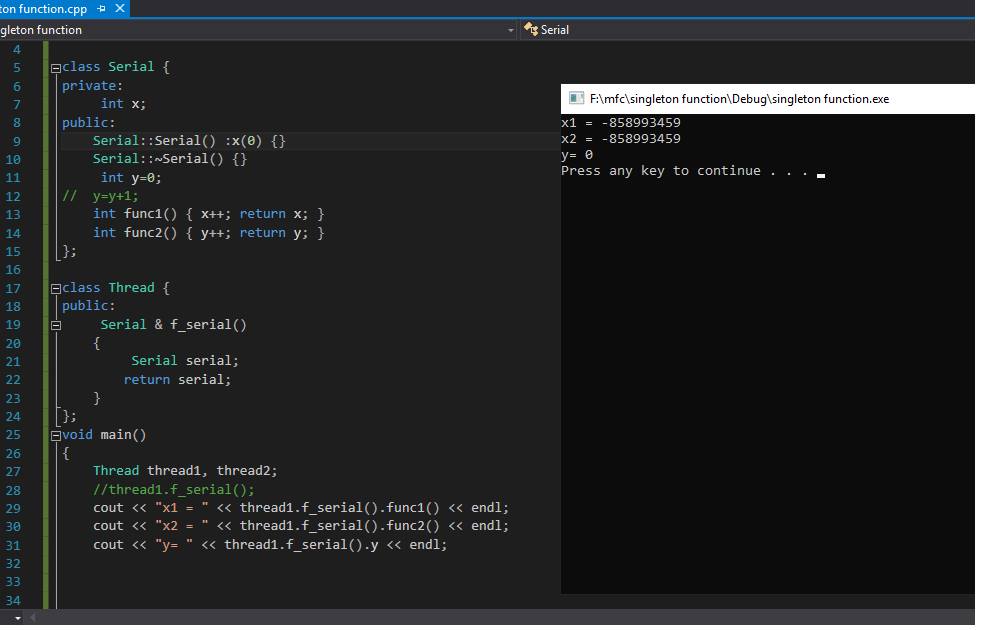 ton function.cpp
gleton function
Serial
4
5 class Serial {
6 private:
7 int x;
8 public:
9 Serial::Serial() :x(0) {}
10 Serial::~Serial() {}
11 int y=0;
12 // y=y+1;
13 int func1() { x++; return x; }
14 int func2() { y++; return y; }
15 };
16
17 class Thread {
18 public:
19 Serial & f_serial()
20 {
21 Serial serial;
22 return serial;
23 }
24 };
25 void main()
26 {
27 Thread thread1, thread2;
28 //thread1.f_serial();
29 cout << "x1 = " << thread1.f_serial().func1() << endl;
30 cout << "x2 = " << thread1.f_serial().func2() << endl;
31 cout << "y= " << thread1.f_serial().y << endl;
32
33
34
F:\mfc\singleton function\Debug\singleton function.exe
x1 = -858993459
x2 = -858993459
y= 0
Press any key to continue . . .